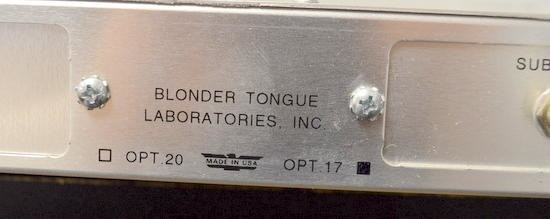 SUB
BLONDER TONGUE
LABORATORIES, INC.
OPT.20 MADE IN USA OPT.17